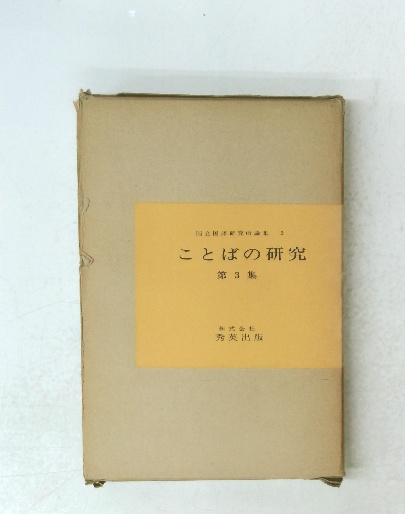 国立国語研究所論集 3
ことばの研究
第 3 集
株式会社
秀英出版